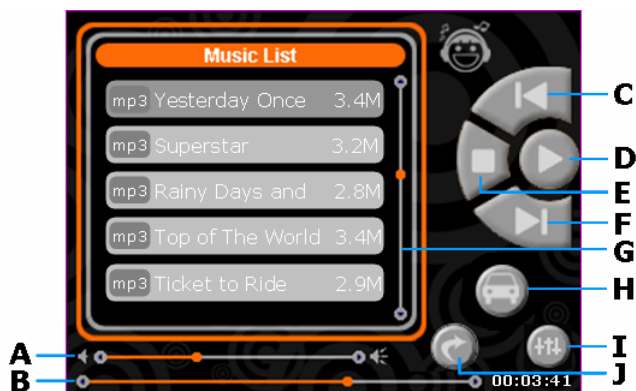 Music List
mp3 Yesterday Once 3.4M
mp3 Superstar 3.2M
mp3 Rainy Days and 2.8M
mp3 Top of The World 3.4M
mp3 Ticket to Ride 2.9M
C
D
E
F
G
H
A
I
B
J
00:03:41